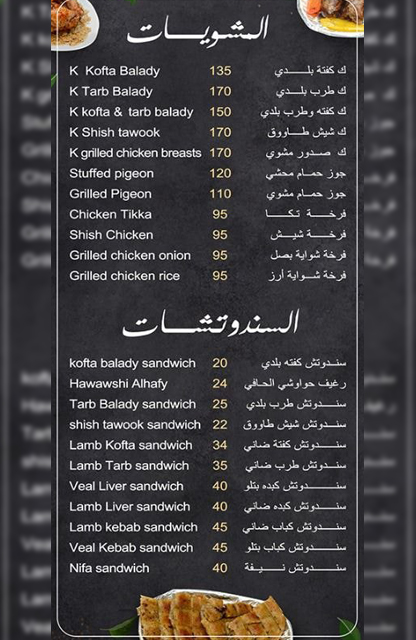 المشويات
K Kofta Balady 135 ك كفتة بلدي
K Tarb Balady 170 ك طرب بلدي
K kofta & tarb balady 150 ك كفته وطرب بلدي
K Shish tawook 170 ك شيش طاووق
K grilled chicken breasts 170 ك صدور مشوي
Stuffed pigeon 120 جوز حمام محشي
Grilled Pigeon 110 جوز حمام مشوي
Chicken Tikka 95 فرخة تكا
Shish Chicken 95 فرخة شيش
Grilled chicken onion 95 فرخة شواية بصل
Grilled chicken rice 95 فرخة شواية أرز
السندوتشات
kofta balady sandwich 20 سندوتش كفته بلدي
Hawawshi Alhafy 24 رغيف حواوشي الحافي
Tarb Balady sandwich 25 سندوتش طرب بلدي
shish tawook sandwich 22 سندوتش شيش طاووق
Lamb Kofta sandwich 34 سندوتش كفتة ضاني
Lamb Tarb sandwich 35 سندوتش طرب ضاني
Veal Liver sandwich 40 سندوتش كبده بتلو
Lamb Liver sandwich 40 سندوتش كبده ضاني
Lamb kebab sandwich 45 سندوتش كباب ضاني
Veal Kebab sandwich 45 سندوتش كباب بتلو
Nifa sandwich 40 سندوتش نيفة